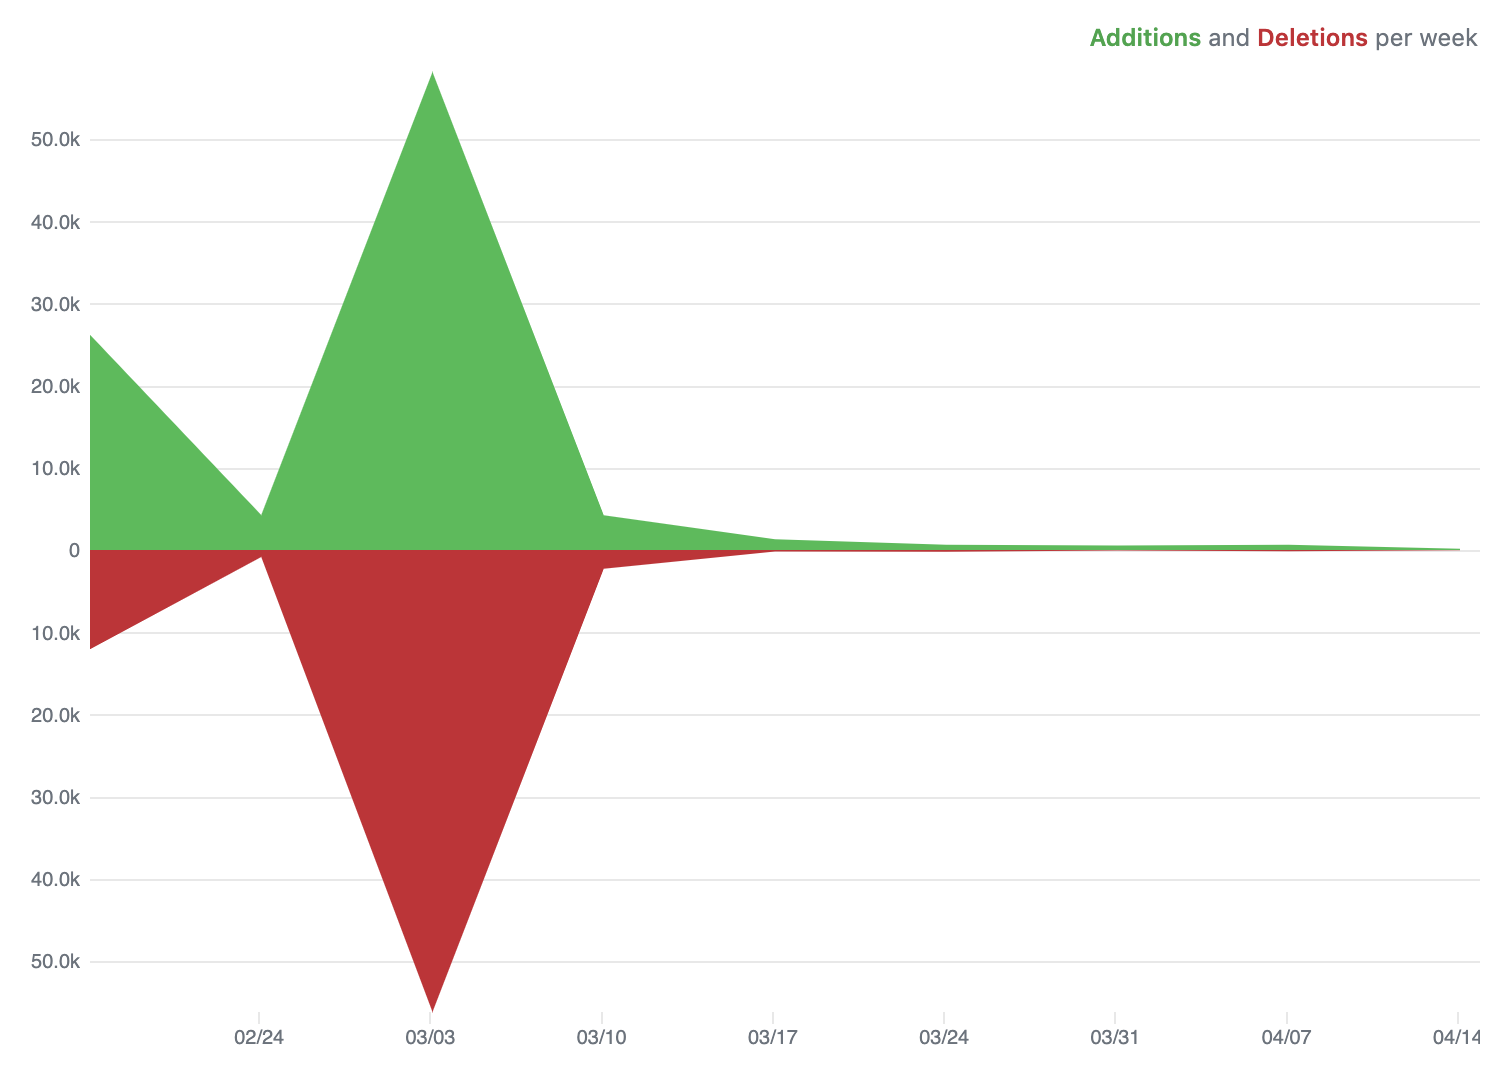 Additions and Deletions per week
50.0k
40.0k
30.0k
20.0k
10.0k
0
10.0k
20.0k
30.0k
40.0k
50.0k
02/24 03/03 03/10 03/17 03/24 03/31 04/07 04/14